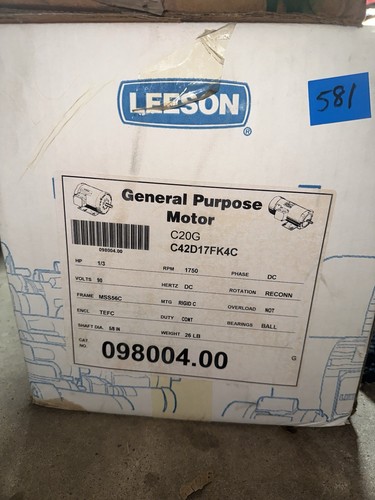 LEESON
®
581
General Purpose
Motor
C20G
C42D17FK4C
098004.00
HP 1/3 RPM 1750 PHASE DC
VOLTS 90 HERTZ DC ROTATION RECONN
FRAME MSS56C MTG RIGID C OVERLOAD NOT
ENCL TEFC DUTY CONT BEARINGS BALL
SHAFT DIA. 5/8 IN WEIGHT 26 LB
CAT. NO. 098004.00 G